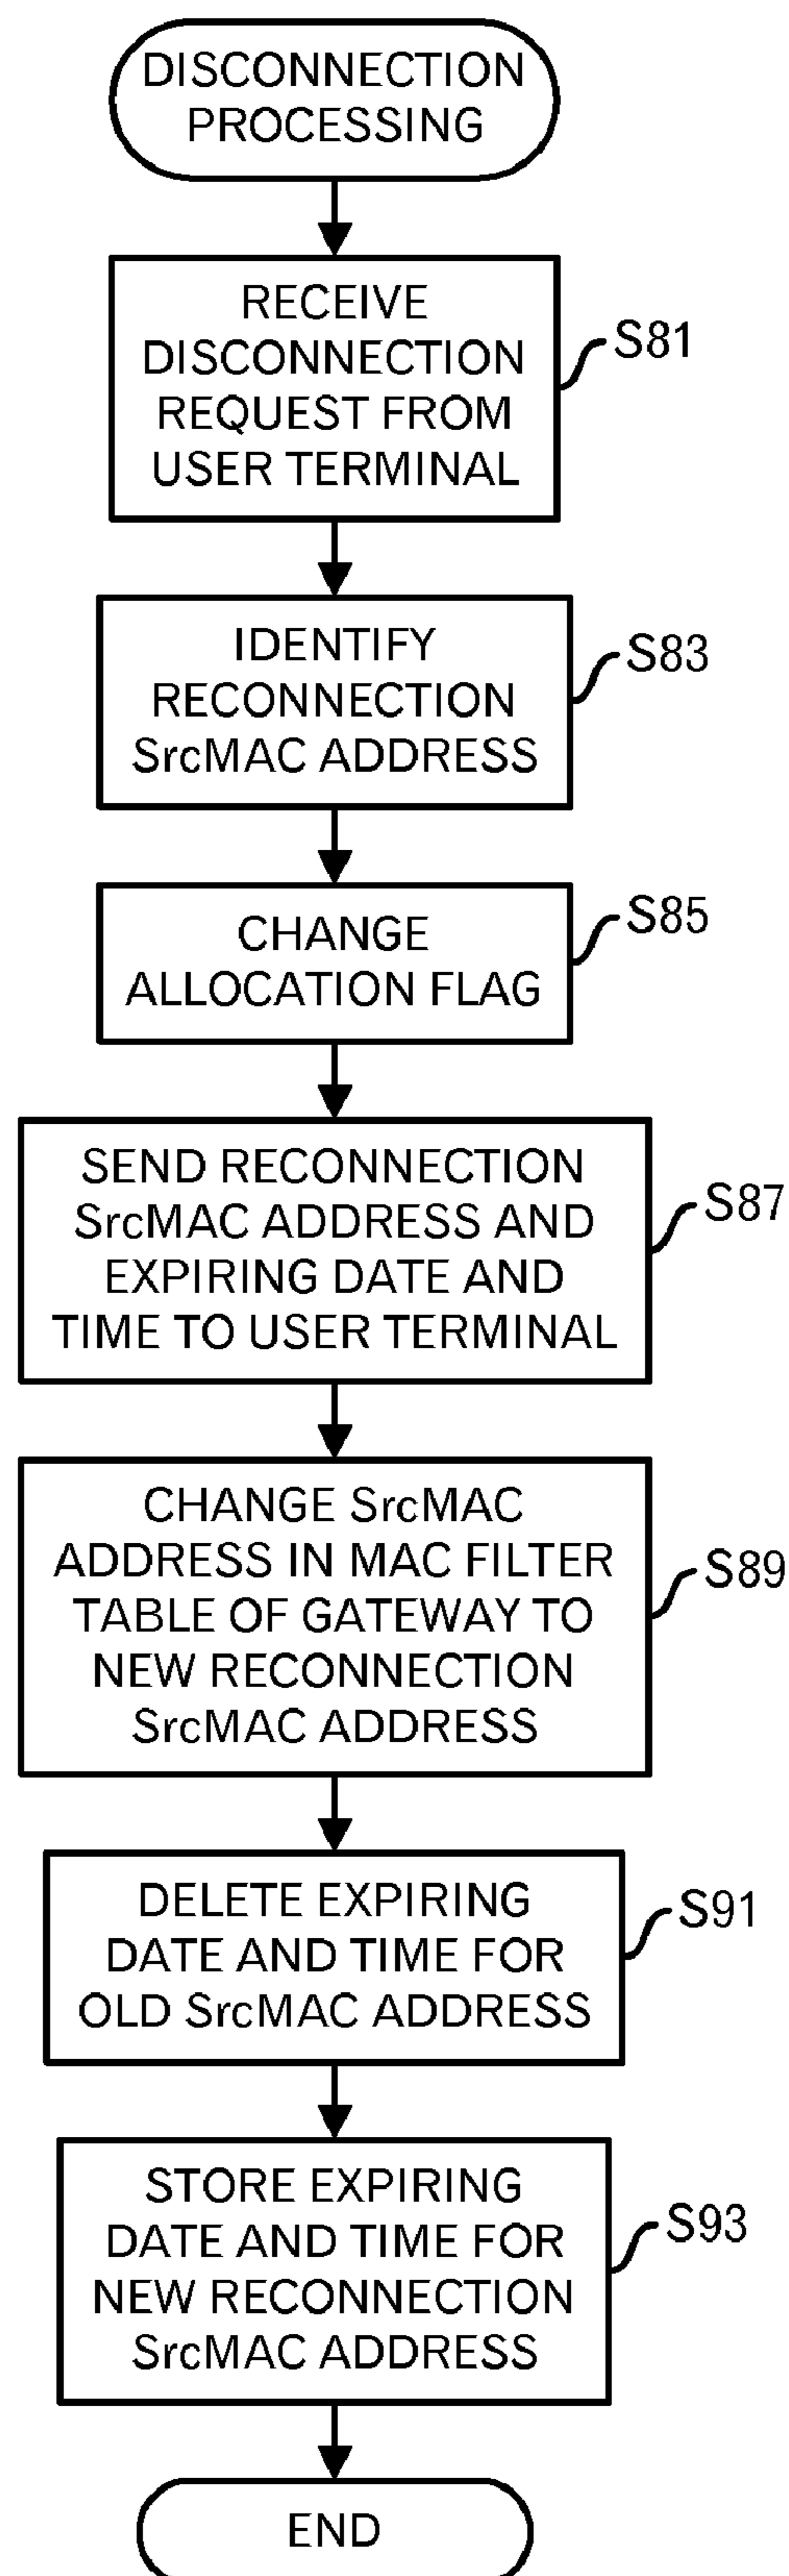 DISCONNECTION
PROCESSING
RECEIVE
DISCONNECTION
REQUEST FROM
USER TERMINAL
S81
IDENTIFY
RECONNECTION
SrcMAC ADDRESS
S83
CHANGE
ALLOCATION FLAG
S85
SEND RECONNECTION
SrcMAC ADDRESS AND
EXPIRING DATE AND
TIME TO USER TERMINAL
S87
CHANGE SrcMAC
ADDRESS IN MAC FILTER
TABLE OF GATEWAY TO
NEW RECONNECTION
SrcMAC ADDRESS
S89
DELETE EXPIRING
DATE AND TIME FOR
OLD SrcMAC ADDRESS
S91
STORE EXPIRING
DATE AND TIME FOR
NEW RECONNECTION
SrcMAC ADDRESS
S93
END